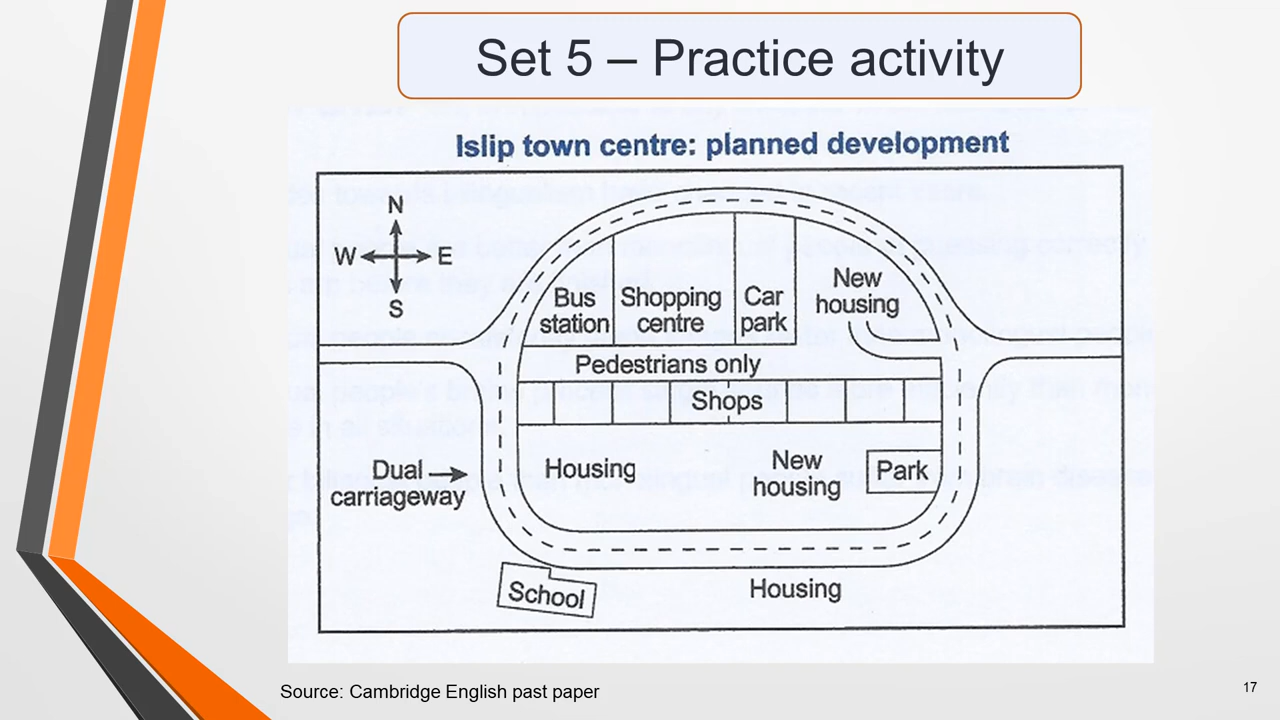 Set 5 – Practice activity
Islip town centre: planned development
N
W E
S
Bus
station
Shopping
centre
Car
park
New
housing
Pedestrians only
Shops
Housing
New
housing
Park
Dual
carriageway
School
Housing
Source: Cambridge English past paper
17